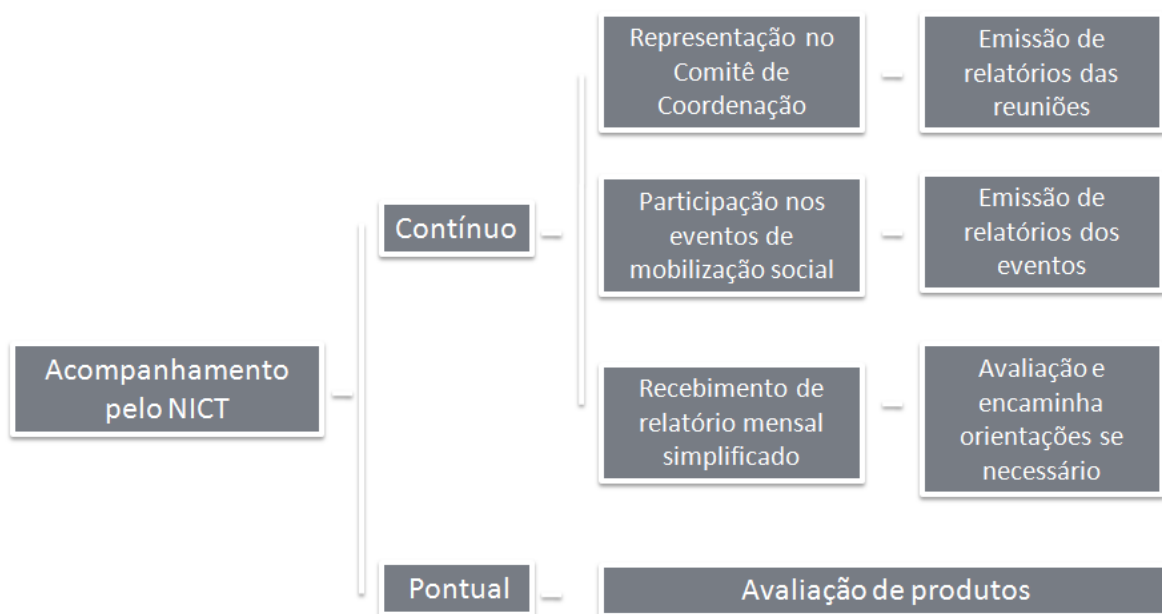 Acompanhamento
pelo NICT
Contínuo
Representação no
Comitê de
Coordenação
Emissão de
relatórios das
reuniões
Participação nos
eventos de
mobilização social
Emissão de
relatórios dos
eventos
Recebimento de
relatório mensal
simplificado
Avaliação e
encaminha
orientações se
necessário
Pontual
Avaliação de produtos